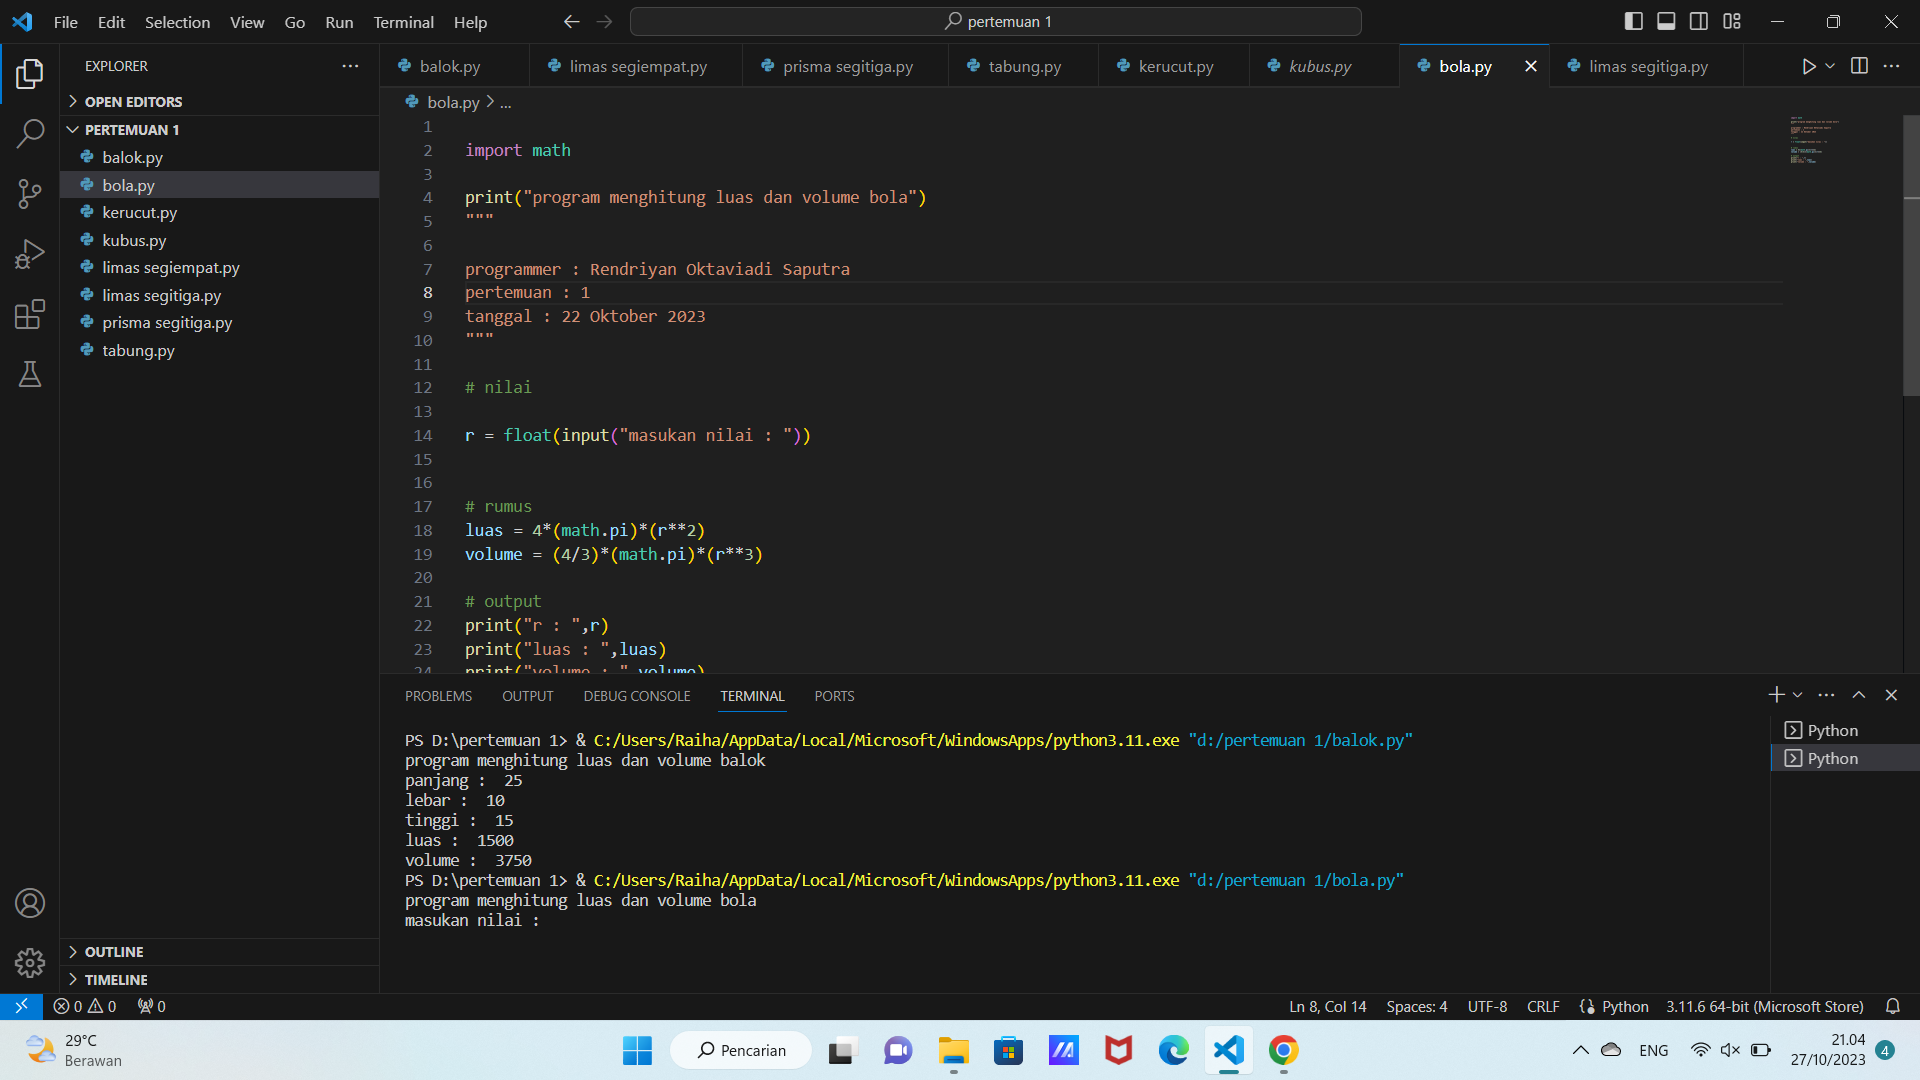 File Edit Selection View Go Run Terminal Help
pertemuan 1
EXPLORER
OPEN EDITORS
PERTEMUAN 1
balok.py
bola.py
kerucut.py
kubus.py
limas segiempat.py
limas segitiga.py
prisma segitiga.py
tabung.py
OUTLINE
TIMELINE
balok.py limas segiempat.py prisma segitiga.py tabung.py kerucut.py kubus.py bola.py limas segitiga.py
bola.py > ...
1
2 import math
3
4 print("program menghitung luas dan volume bola")
5 """
6
7 programmer : Rendriyan Oktaviadi Saputra
8 pertemuan : 1
9 tanggal : 22 Oktober 2023
10 """
11
12 # nilai
13
14 r = float(input("masukan nilai : "))
15
16
17 # rumus
18 luas = 4*(math.pi)*(r**2)
19 volume = (4/3)*(math.pi)*(r**3)
20
21 # output
22 print("r : ",r)
23 print("luas : ",luas)
24 print("volume : ",volume)
PROBLEMS OUTPUT DEBUG CONSOLE TERMINAL PORTS
PS D:\pertemuan 1> & C:/Users/Raiha/AppData/Local/Microsoft/WindowsApps/python3.11.exe "d:/pertemuan 1/balok.py"
program menghitung luas dan volume balok
panjang :  25
lebar :  10
tinggi :  15
luas :  1500
volume :  3750
PS D:\pertemuan 1> & C:/Users/Raiha/AppData/Local/Microsoft/WindowsApps/python3.11.exe "d:/pertemuan 1/bola.py"
program menghitung luas dan volume bola
masukan nilai :
Python
Python
0 0 0
Ln 8, Col 14 Spaces: 4 UTF-8 CRLF Python 3.11.6 64-bit (Microsoft Store)
29°C
Berawan
Pencarian
ENG
21.04
27/10/2023
4